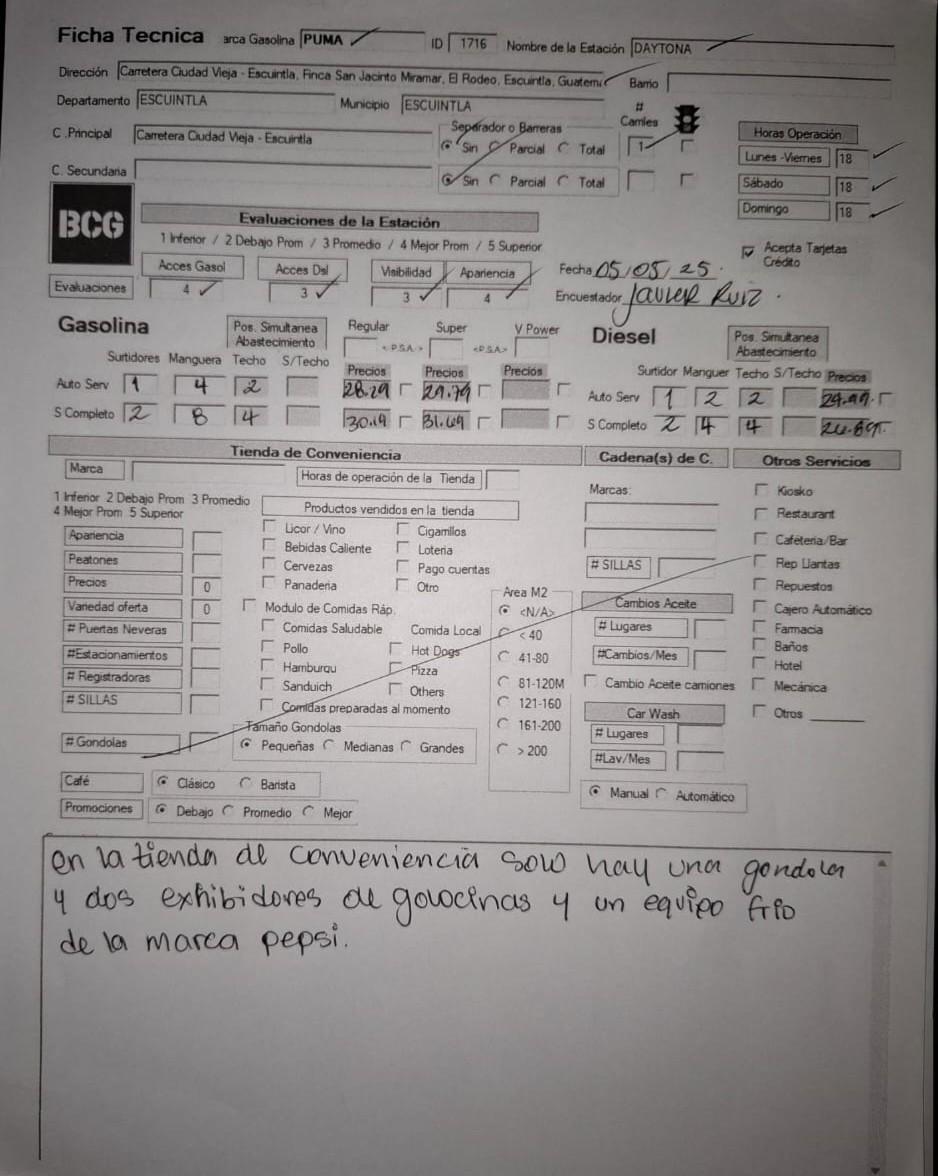 Ficha Tecnica arca Gasolina PUMA ID 1716 Nombre de la Estación DAYTONA
Dirección Carretera Ciudad Vieja - Escuintla, Finca San Jacinto Miramar, El Rodeo, Escuintla, Guatem Barrio
Departamento ESCUINTLA Municipio ESCUINTLA # Carriles
C .Principal Carretera Ciudad Vieja - Escuintla Separador o Barreras Sin Parcial Total 1 Horas Operación
Lunes -Viernes 18
C. Secundaria Sin Parcial Total Sábado 18
Domingo 18
BCG Evaluaciones de la Estación
1 Inferior / 2 Debajo Prom / 3 Promedio / 4 Mejor Prom / 5 Superior Acepta Tarjetas Crédito
Acces Gasol Acces Dsl Visibilidad Apariencia Fecha 05/05/25.
Evaluaciones 4 3 3 4 Encuestador Javier Ruiz.
Gasolina Pos. Simultanea Abastecimiento Regular Super V Power Diesel Pos. Simultanea Abastecimiento
<P.S.A.> <P.S.A.>
Surtidores Manguera Techo S/Techo Precios Precios Precios Surtidor Manguer Techo S/Techo Precios
Auto Serv 1 4 2 28.29 29.79 Auto Serv 1 2 2
S Completo 2 8 4 30.19 31.69 S Completo 2 4 4
Tienda de Conveniencia Cadena(s) de C. Otros Servicios
Marca Horas de operación de la Tienda Marcas: Kiosko
1 Inferior 2 Debajo Prom 3 Promedio Productos vendidos en la tienda Restaurant
4 Mejor Prom 5 Superior
Apariencia Licor / Vino Cigarrillos Cafetería/Bar
Peatones Bebidas Caliente Loteria # SILLAS Rep Llantas
Cervezas Pago cuentas
Precios 0 Panaderia Otro Area M2 Repuestos
Variedad oferta 0 Modulo de Comidas Ráp. <N/A> Cambios Aceite Cajero Automático
# Puertas Neveras Comidas Saludable Comida Local < 40 # Lugares Farmacia
#Estacionamientos Pollo Hot Dogs 41-80 #Cambios/Mes Baños
# Registradoras Hamburgu Pizza Hotel
# SILLAS Sanduich Others 81-120M Cambio Aceite camiones Mecánica
Comidas preparadas al momento 121-160 Car Wash Otros
Tamaño Gondolas 161-200 # Lugares
# Gondolas Pequeñas Medianas Grandes > 200 #Lav/Mes
Café Clásico Barista Manual Automático
Promociones Debajo Promedio Mejor
en la tienda de conveniencia solo hay una gondola
y dos exhibidores de golocinas y un equipo frio
de la marca pepsi.